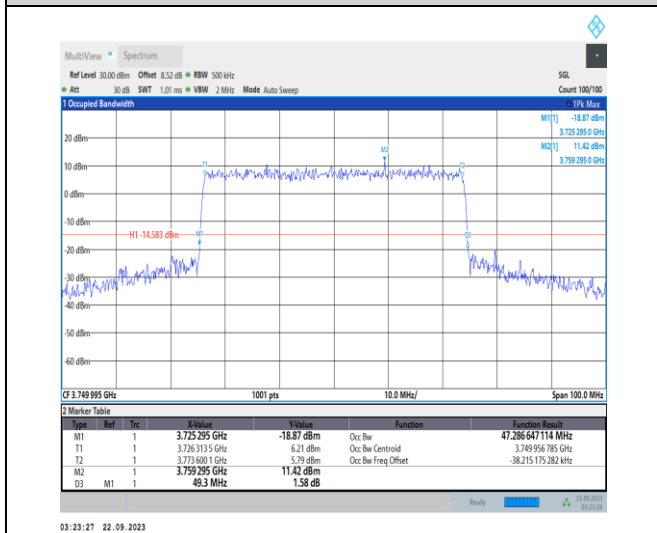 MultiView Spectrum
Ref Level 30.00 dBm Offset 8.52 dB RBW 500 kHz SGL
Att 30 dB SWT 1.01 ms VBW 2 MHz Mode Auto Sweep Count 100/100
1 Occupied Bandwidth 1Pk Max
M1[1] -18.87 dBm
3.725 295 0 GHz
M2[1] 11.42 dBm
3.759 295 0 GHz
20 dBm
M2
10 dBm
T1
T2
0 dBm
-10 dBm
H1 -14.583 dBm
M1
D3
-30 dBm
-40 dBm
-50 dBm
-60 dBm
CF 3.749 995 GHz 1001 pts 10.0 MHz/ Span 100.0 MHz
2 Marker Table
Type Ref Trc X-Value Y-Value Function Function Result
M1 1 3.725 295 GHz -18.87 dBm Occ Bw 47.286 647 114 MHz
T1 1 3.726 313 5 GHz 6.21 dBm Occ Bw Centroid 3.749 956 785 GHz
T2 1 3.773 600 1 GHz 5.79 dBm Occ Bw Freq Offset -38.215 175 282 kHz
M2 1 3.759 295 GHz 11.42 dBm
D3 M1 1 49.3 MHz 1.58 dB
Ready 22.09.2023
03:23:28
03:23:27 22.09.2023